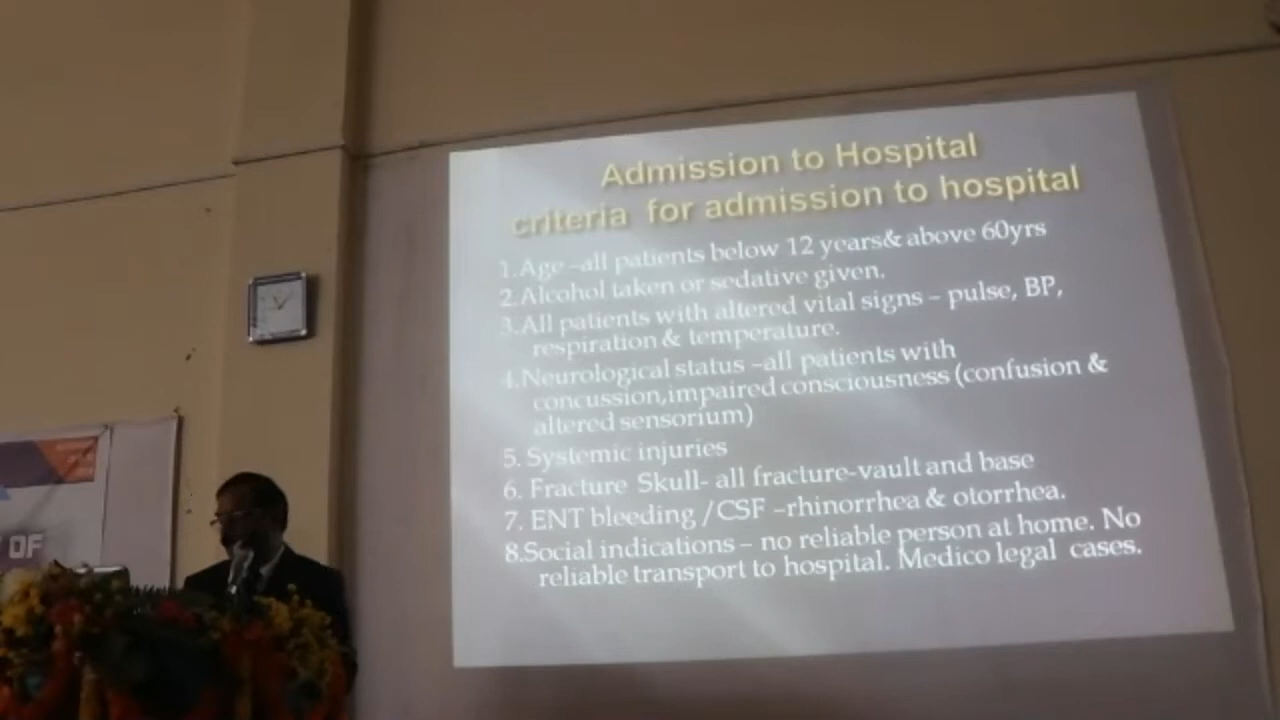 Admission to Hospital
criteria for admission to hospital
1.Age -all patients below 12 years& above 60yrs
2.Alcohol taken or sedative given.
3.All patients with altered vital signs – pulse, BP,
respiration & temperature.
4.Neurological status -all patients with
concussion,impaired consciousness (confusion &
altered sensorium)
5. Systemic injuries
6. Fracture Skull- all fracture-vault and base
7. ENT bleeding /CSF -rhinorrhea & otorrhea.
8.Social indications – no reliable person at home. No
reliable transport to hospital. Medico legal cases.
OF